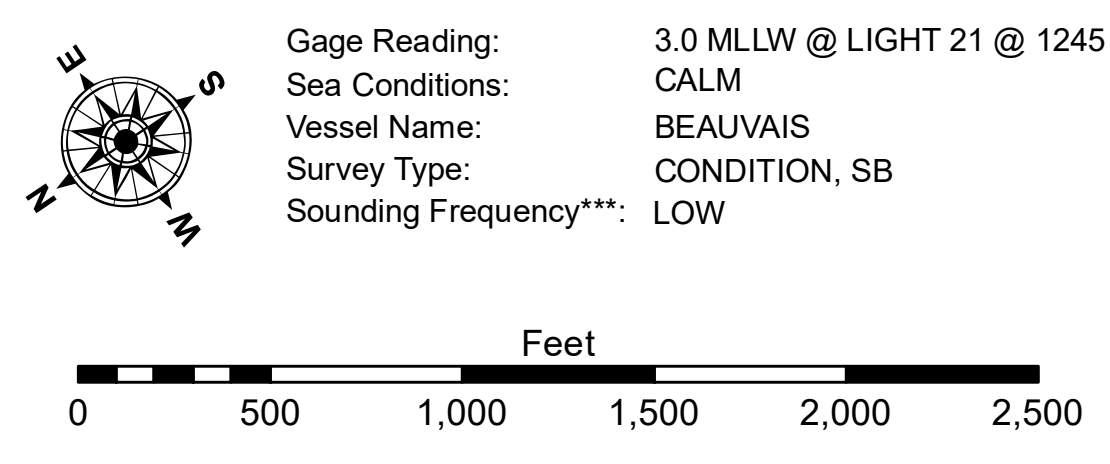 E
S
N
W
Gage Reading: 3.0 MLLW @ LIGHT 21 @ 1245
Sea Conditions: CALM
Vessel Name: BEAUVAIS
Survey Type: CONDITION, SB
Sounding Frequency***: LOW
Feet
0 500 1,000 1,500 2,000 2,500